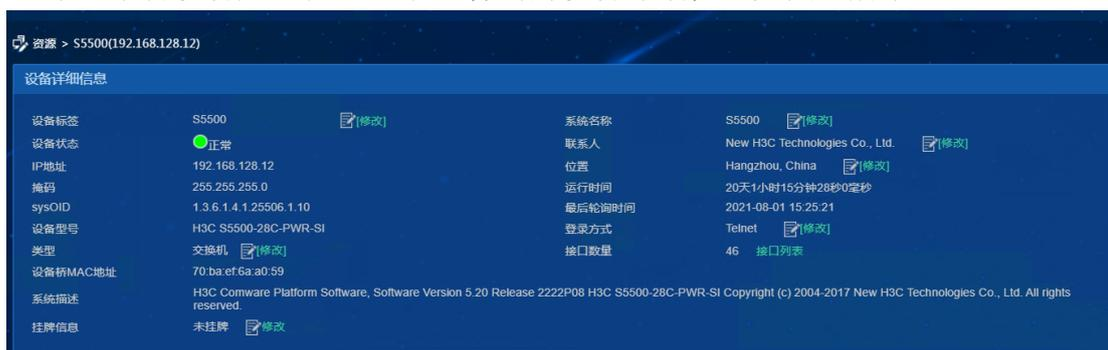 资源 > S5500(192.168.128.12)
设备详细信息
设备标签 S5500 [修改] 系统名称 S5500 [修改]
设备状态 正常 联系人 New H3C Technologies Co., Ltd. [修改]
IP地址 192.168.128.12 位置 Hangzhou, China [修改]
掩码 255.255.255.0 运行时间 20天1小时15分钟28秒0毫秒
sysOID 1.3.6.1.4.1.25506.1.10 最后轮询时间 2021-08-01 15:25:21
设备型号 H3C S5500-28C-PWR-SI 登录方式 Telnet [修改]
类型 交换机 [修改] 接口数量 46 接口列表
设备桥MAC地址 70:ba:ef:6a:a0:59
系统描述 H3C Comware Platform Software, Software Version 5.20 Release 2222P08 H3C S5500-28C-PWR-SI Copyright (c) 2004-2017 New H3C Technologies Co., Ltd. All rights
reserved.
挂牌信息 未挂牌 修改